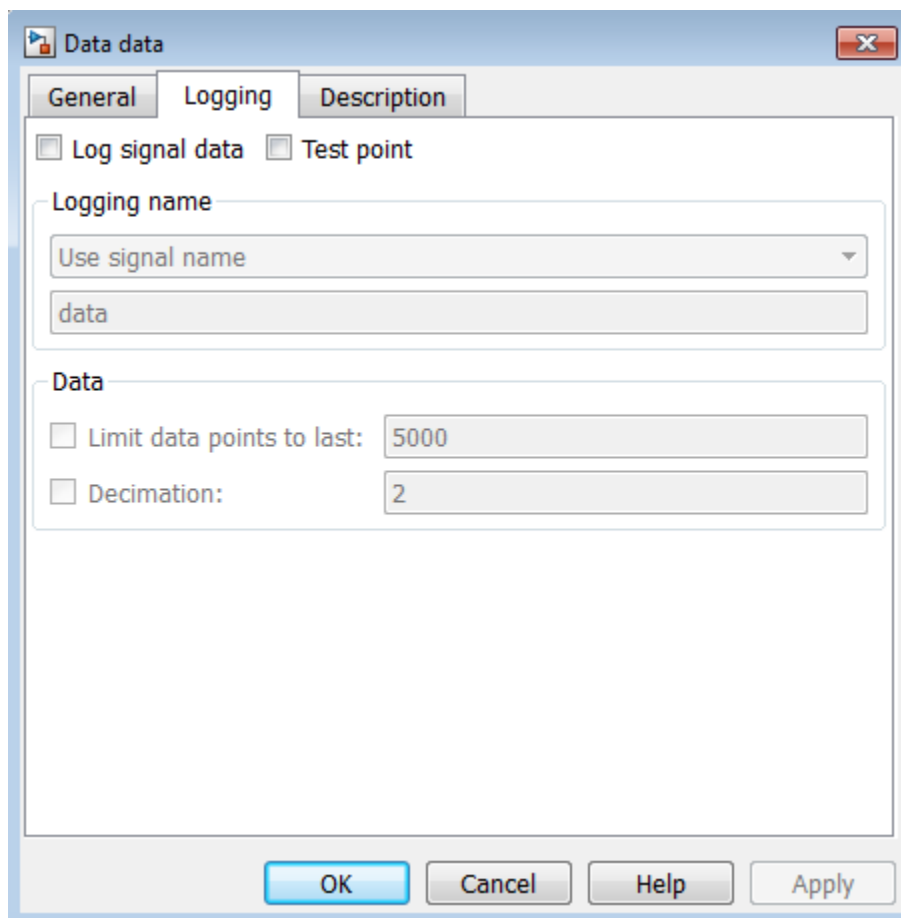 Data data
General Logging Description
Log signal data Test point
Logging name
Use signal name
data
Data
Limit data points to last: 5000
Decimation: 2
OK Cancel Help Apply